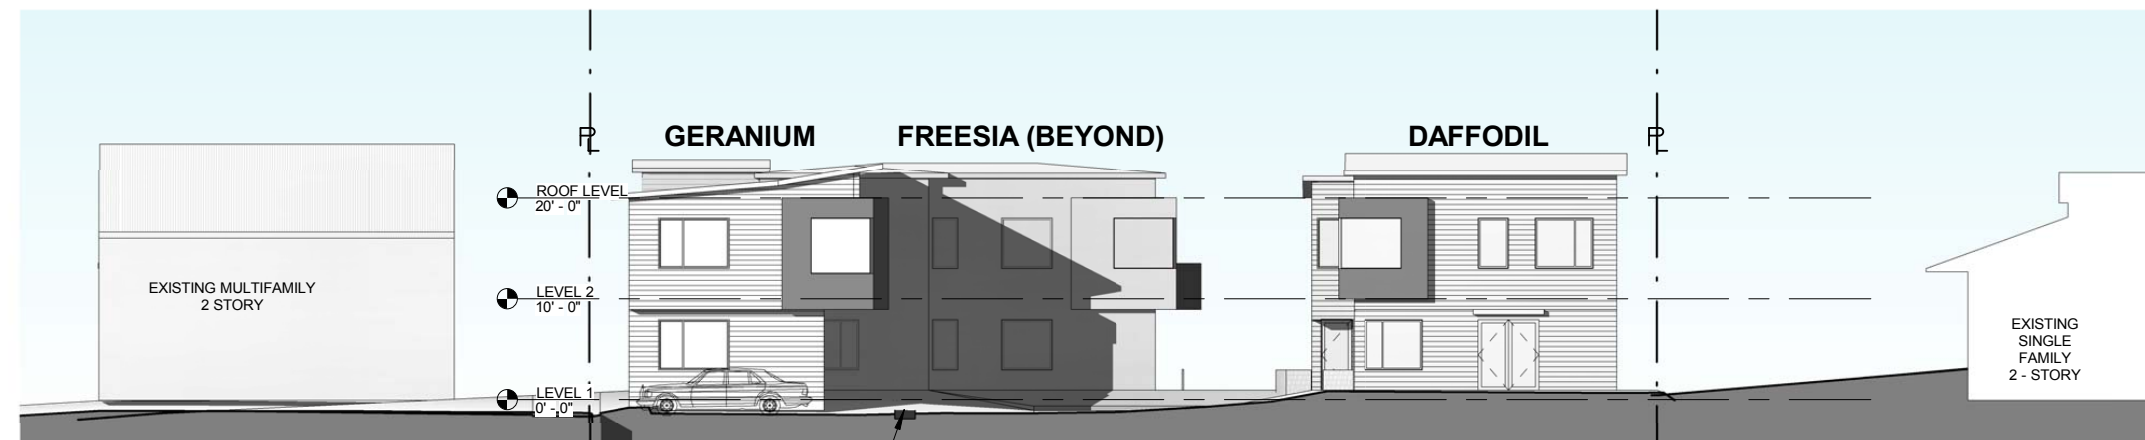 PL
GERANIUM
FREESIA (BEYOND)
DAFFODIL
PL
ROOF LEVEL
20' - 0"
EXISTING MULTIFAMILY
2 STORY
LEVEL 2
10' - 0"
EXISTING
SINGLE
FAMILY
2 - STORY
LEVEL 1
0' - 0"